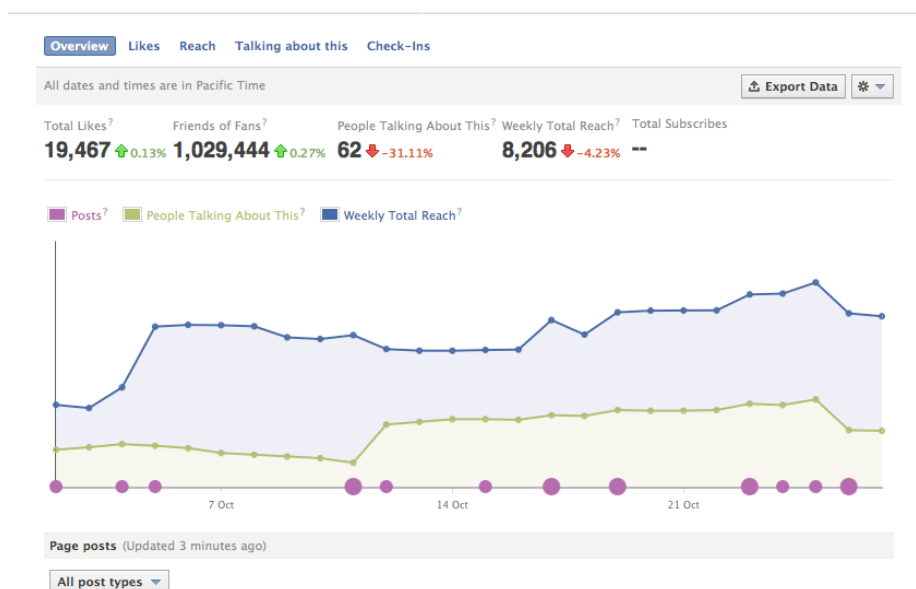 Overview Likes Reach Talking about this Check-Ins
All dates and times are in Pacific Time Export Data
Total Likes? Friends of Fans? People Talking About This? Weekly Total Reach? Total Subscribes
19,467 0.13% 1,029,444 0.27% 62 -31.11% 8,206 -4.23% --
Posts? People Talking About This? Weekly Total Reach?
7 Oct 14 Oct 21 Oct
Page posts (Updated 3 minutes ago)
All post types